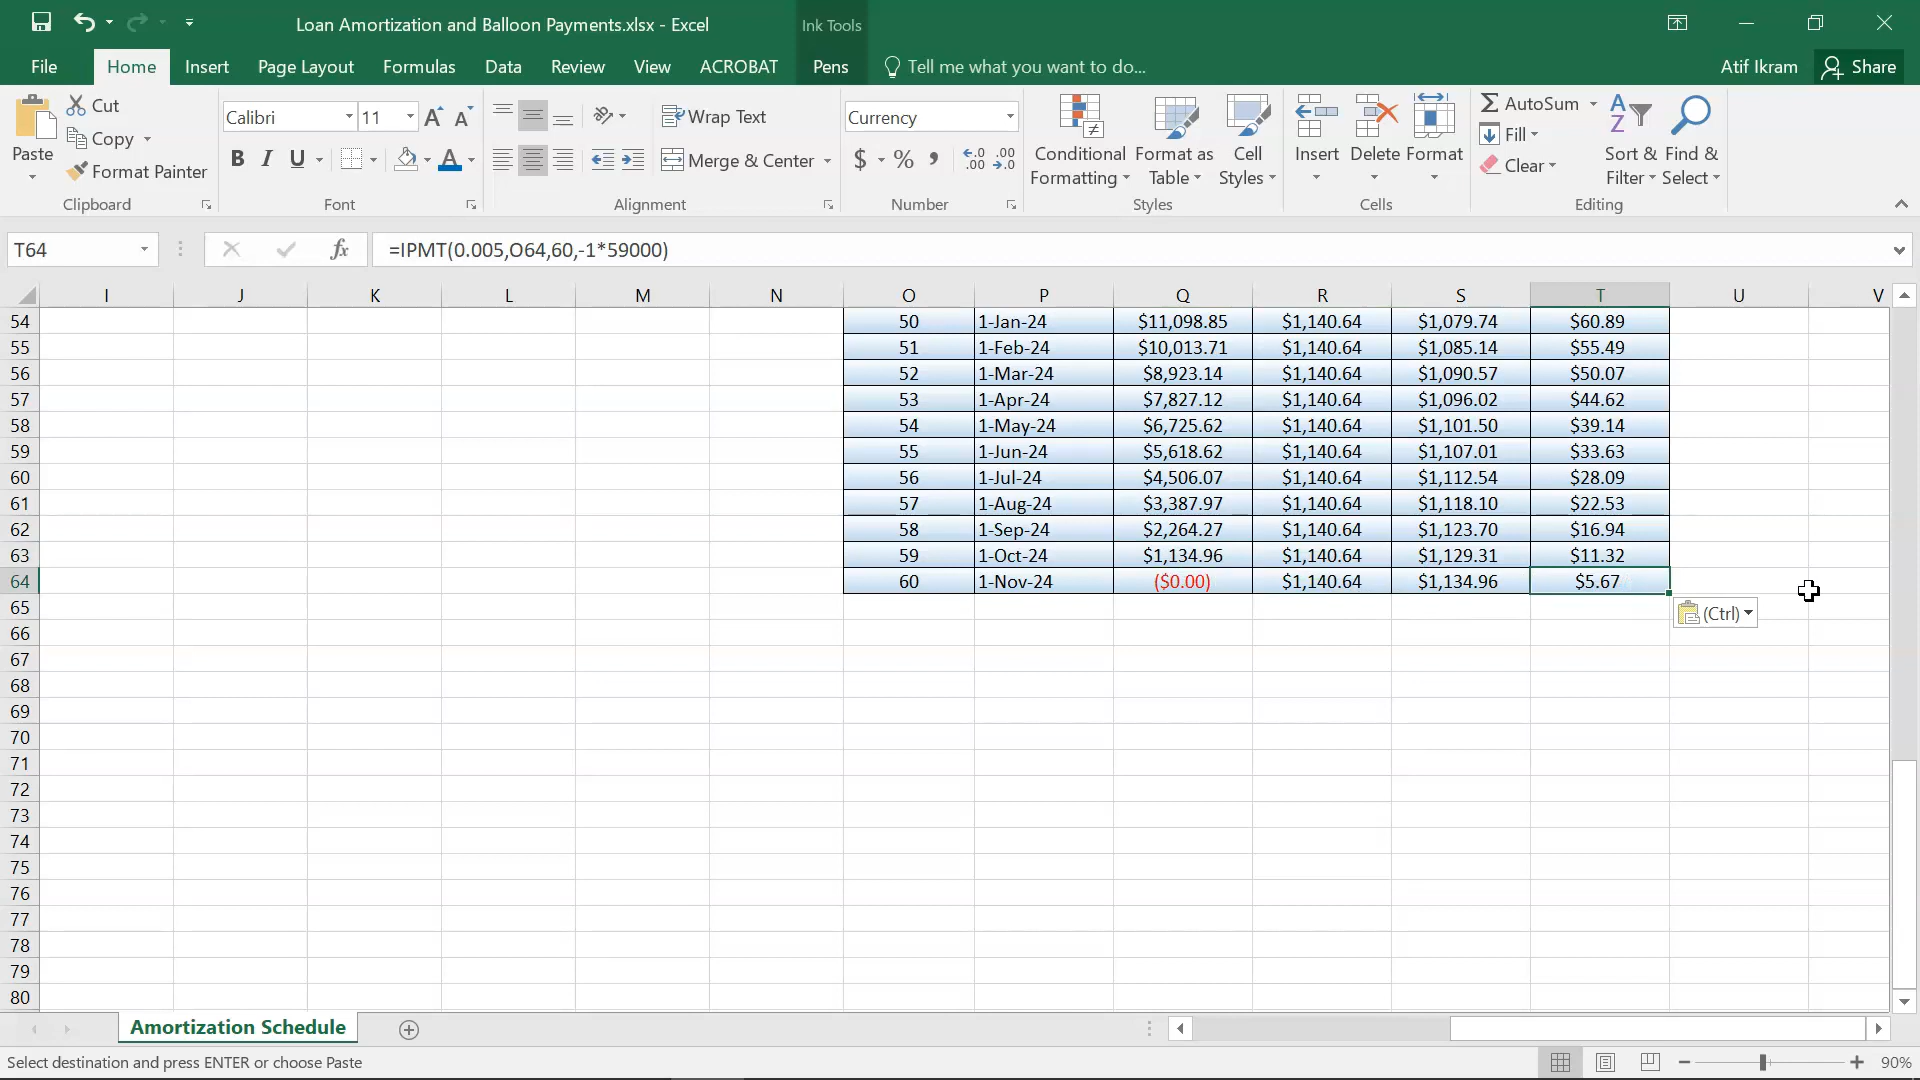 Loan Amortization and Balloon Payments.xlsx - Excel
Ink Tools
File
Home
Insert
Page Layout
Formulas
Data
Review
View
ACROBAT
Pens
Tell me what you want to do...
Atif Ikram
Share
Paste
Cut
Copy
Format Painter
Clipboard
Calibri
11
B I U
Font
Wrap Text
Merge & Center
Alignment
Currency
$ % ,
Number
Conditional Formatting
Format as Table
Cell Styles
Styles
Insert
Delete
Format
Cells
AutoSum
Fill
Clear
Sort & Filter
Find & Select
Editing
T64
fx
=IPMT(0.005,O64,60,-1*59000)
I J K L M N O P Q R S T U V
54 50 1-Jan-24 $11,098.85 $1,140.64 $1,079.74 $60.89
55 51 1-Feb-24 $10,013.71 $1,140.64 $1,085.14 $55.49
56 52 1-Mar-24 $8,923.14 $1,140.64 $1,090.57 $50.07
57 53 1-Apr-24 $7,827.12 $1,140.64 $1,096.02 $44.62
58 54 1-May-24 $6,725.62 $1,140.64 $1,101.50 $39.14
59 55 1-Jun-24 $5,618.62 $1,140.64 $1,107.01 $33.63
60 56 1-Jul-24 $4,506.07 $1,140.64 $1,112.54 $28.09
61 57 1-Aug-24 $3,387.97 $1,140.64 $1,118.10 $22.53
62 58 1-Sep-24 $2,264.27 $1,140.64 $1,123.70 $16.94
63 59 1-Oct-24 $1,134.96 $1,140.64 $1,129.31 $11.32
64 60 1-Nov-24 ($0.00) $1,140.64 $1,134.96 $5.67
65
(Ctrl)
66
67
68
69
70
71
72
73
74
75
76
77
78
79
80
Amortization Schedule
Select destination and press ENTER or choose Paste
90%